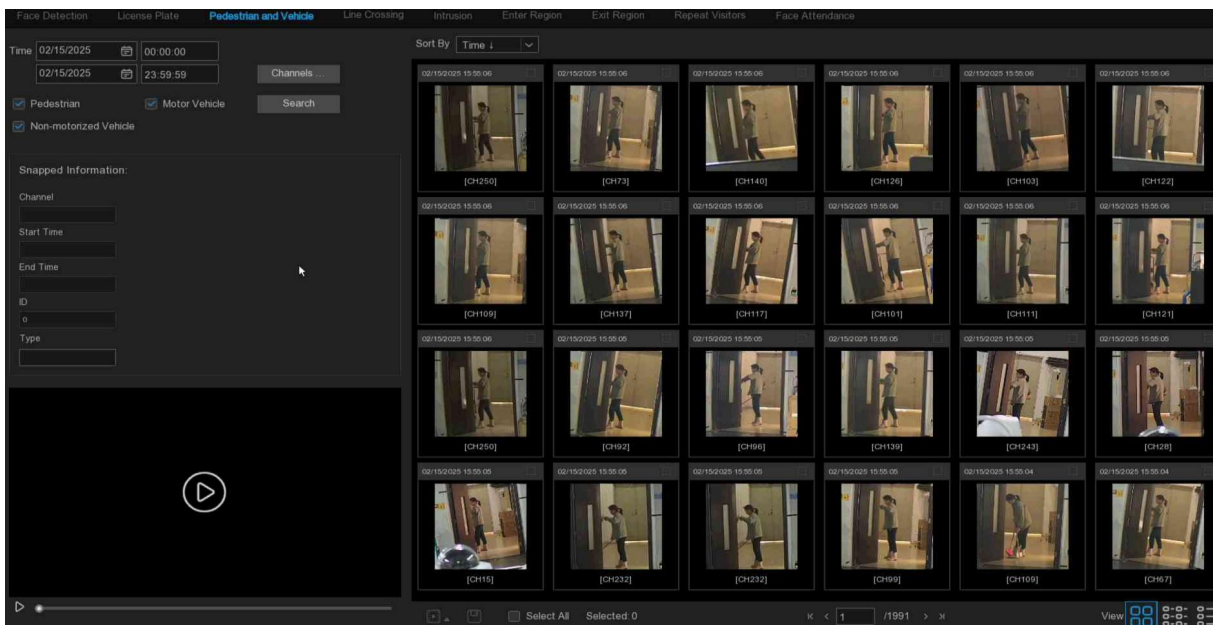 Face Detection License Plate Pedestrian and Vehicle Line Crossing Intrusion Enter Region Exit Region Repeat Visitors Face Attendance
Time 02/15/2025 00:00:00
02/15/2025 23:59:59 Channels ...
Pedestrian Motor Vehicle Search
Non-motorized Vehicle
Snapped Information:
Channel
Start Time
End Time
ID
0
Type
Sort By Time ↓
02/15/2025 15:55:06 02/15/2025 15:55:06 02/15/2025 15:55:06 02/15/2025 15:55:06 02/15/2025 15:55:06 02/15/2025 15:55:06
[CH250] [CH73] [CH140] [CH126] [CH103] [CH122]
02/15/2025 15:55:06 02/15/2025 15:55:06 02/15/2025 15:55:06 02/15/2025 15:55:06 02/15/2025 15:55:06 02/15/2025 15:55:06
[CH109] [CH137] [CH117] [CH101] [CH111] [CH121]
02/15/2025 15:55:06 02/15/2025 15:55:05 02/15/2025 15:55:05 02/15/2025 15:55:05 02/15/2025 15:55:05 02/15/2025 15:55:05
[CH250] [CH92] [CH96] [CH139] [CH243] [CH28]
02/15/2025 15:55:05 02/15/2025 15:55:05 02/15/2025 15:55:05 02/15/2025 15:55:05 02/15/2025 15:55:04 02/15/2025 15:55:04
[CH15] [CH232] [CH232] [CH99] [CH109] [CH67]
Select All Selected: 0 1 /1991 View